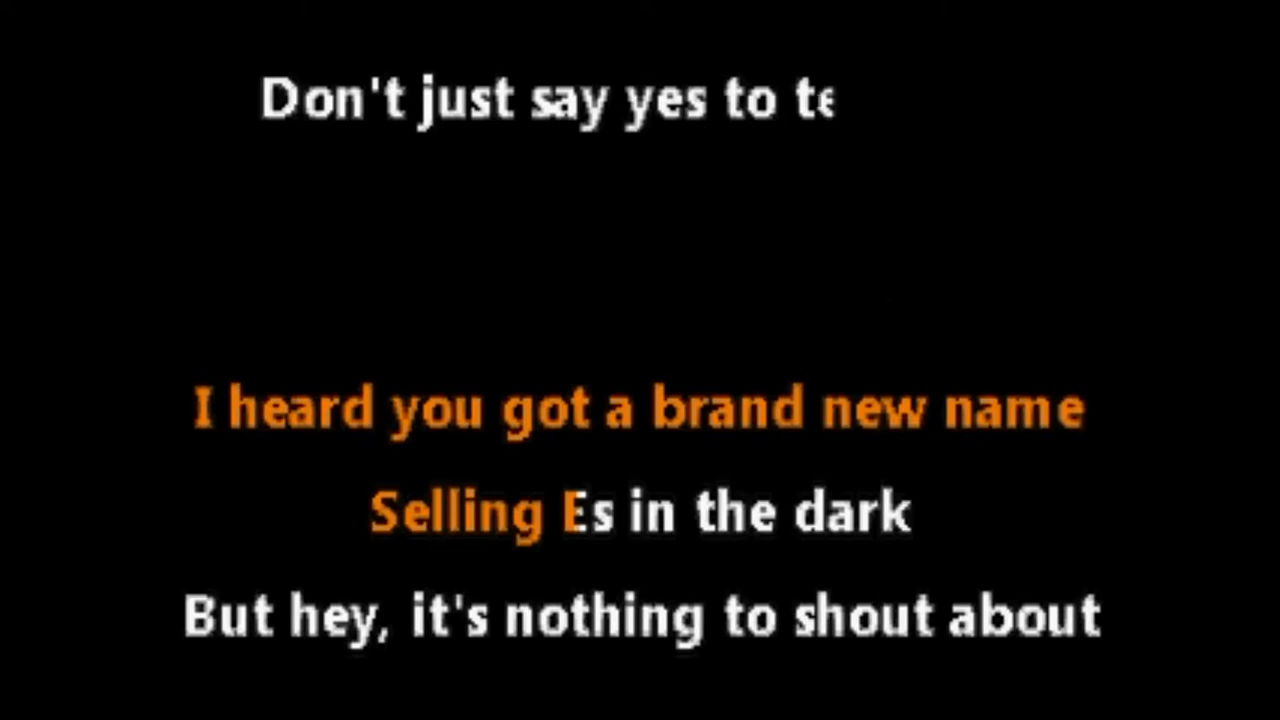 Don't just say yes to te
I heard you got a brand new name
Selling Es in the dark
But hey, it's nothing to shout about